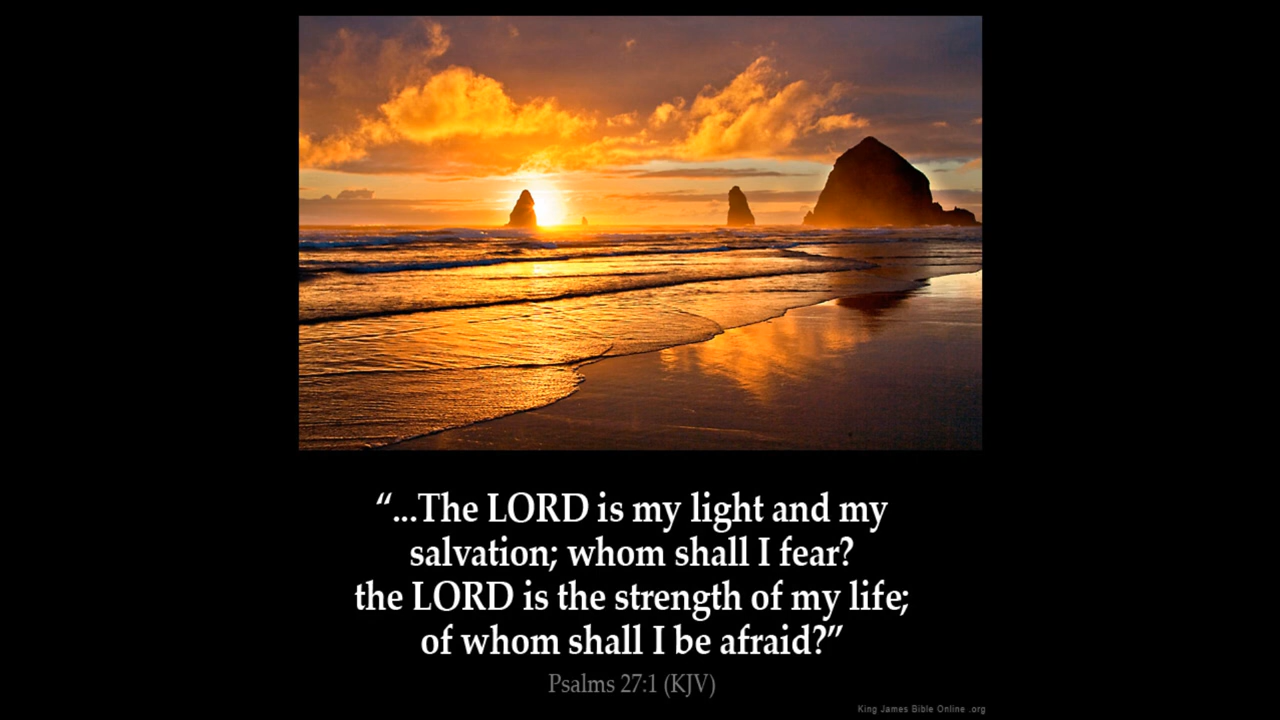 “...The LORD is my light and my
salvation; whom shall I fear?
the LORD is the strength of my life;
of whom shall I be afraid?”
Psalms 27:1 (KJV)
King James Bible Online .org